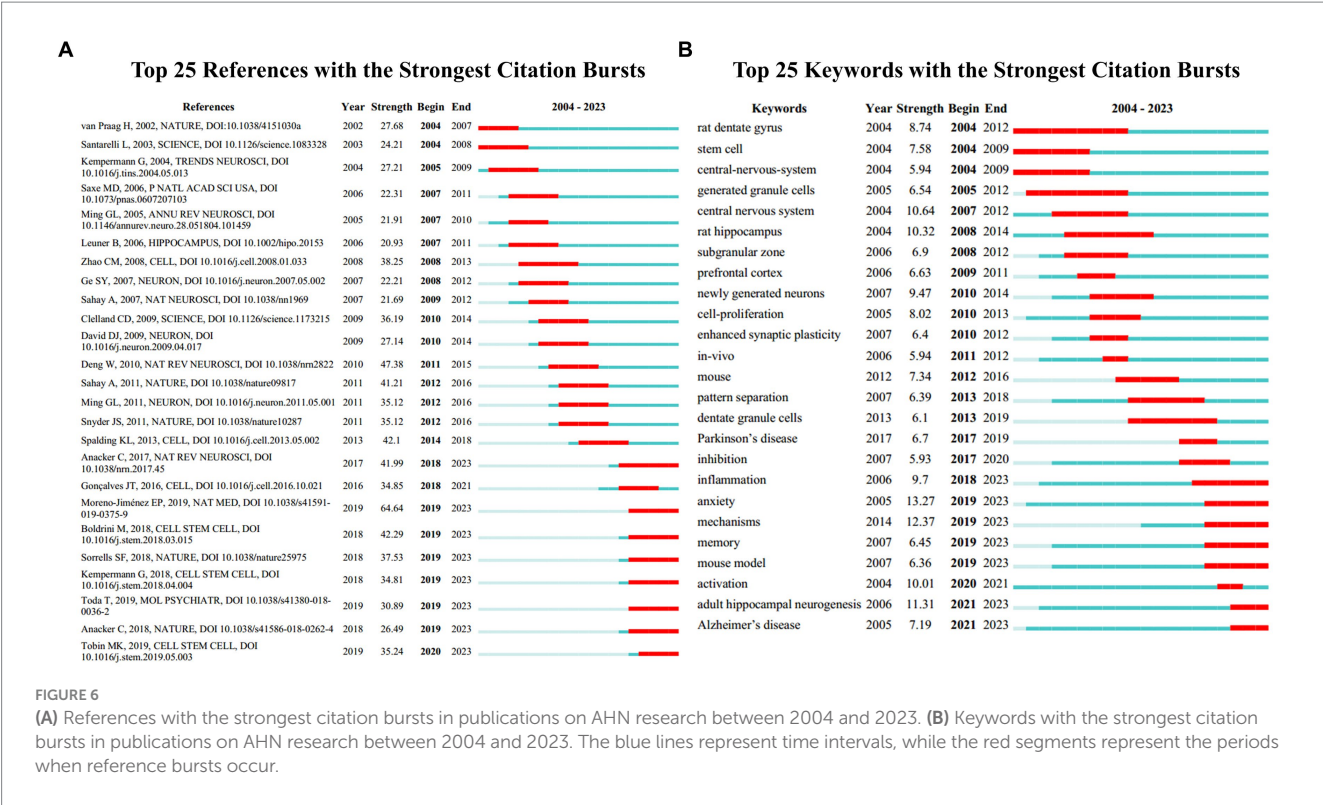 A
Top 25 References with the Strongest Citation Bursts
References Year Strength Begin End 2004 - 2023
van Praag H, 2002, NATURE, DOI:10.1038/4151030a 2002 27.68 2004 2007
Santarelli L, 2003, SCIENCE, DOI 10.1126/science.1083328 2003 24.21 2004 2008
Kempermann G, 2004, TRENDS NEUROSCI, DOI
10.1016/j.tins.2004.05.013 2004 27.21 2005 2009
Saxe MD, 2006, P NATL ACAD SCI USA, DOI
10.1073/pnas.0607207103 2006 22.31 2007 2011
Ming GL, 2005, ANNU REV NEUROSCI, DOI
10.1146/annurev.neuro.28.051804.101459 2005 21.91 2007 2010
Leuner B, 2006, HIPPOCAMPUS, DOI 10.1002/hipo.20153 2006 20.93 2007 2011
Zhao CM, 2008, CELL, DOI 10.1016/j.cell.2008.01.033 2008 38.25 2008 2013
Ge SY, 2007, NEURON, DOI 10.1016/j.neuron.2007.05.002 2007 22.21 2008 2012
Sahay A, 2007, NAT NEUROSCI, DOI 10.1038/nn1969 2007 21.69 2009 2012
Clelland CD, 2009, SCIENCE, DOI 10.1126/science.1173215 2009 36.19 2010 2014
David DJ, 2009, NEURON, DOI
10.1016/j.neuron.2009.04.017 2009 27.14 2010 2014
Deng W, 2010, NAT REV NEUROSCI, DOI 10.1038/nrn2822 2010 47.38 2011 2015
Sahay A, 2011, NATURE, DOI 10.1038/nature09817 2011 41.21 2012 2016
Ming GL, 2011, NEURON, DOI 10.1016/j.neuron.2011.05.001 2011 35.12 2012 2016
Snyder JS, 2011, NATURE, DOI 10.1038/nature10287 2011 35.12 2012 2016
Spalding KL, 2013, CELL, DOI 10.1016/j.cell.2013.05.002 2013 42.1 2014 2018
Anacker C, 2017, NAT REV NEUROSCI, DOI
10.1038/nrn.2017.45 2017 41.99 2018 2023
Gonçalves JT, 2016, CELL, DOI 10.1016/j.cell.2016.10.021 2016 34.85 2018 2021
Moreno-Jiménez EP, 2019, NAT MED, DOI 10.1038/s41591-
019-0375-9 2019 64.64 2019 2023
Boldrini M, 2018, CELL STEM CELL, DOI
10.1016/j.stem.2018.03.015 2018 42.29 2019 2023
Sorrells SF, 2018, NATURE, DOI 10.1038/nature25975 2018 37.53 2019 2023
Kempermann G, 2018, CELL STEM CELL, DOI
10.1016/j.stem.2018.04.004 2018 34.81 2019 2023
Toda T, 2019, MOL PSYCHIATR, DOI 10.1038/s41380-018-
0036-2 2019 30.89 2019 2023
Anacker C, 2018, NATURE, DOI 10.1038/s41586-018-0262-4 2018 26.49 2019 2023
Tobin MK, 2019, CELL STEM CELL, DOI
10.1016/j.stem.2019.05.003 2019 35.24 2020 2023
B
Top 25 Keywords with the Strongest Citation Bursts
Keywords Year Strength Begin End 2004 - 2023
rat dentate gyrus 2004 8.74 2004 2012
stem cell 2004 7.58 2004 2009
central-nervous-system 2004 5.94 2004 2009
generated granule cells 2005 6.54 2005 2012
central nervous system 2004 10.64 2007 2012
rat hippocampus 2004 10.32 2008 2014
subgranular zone 2006 6.9 2008 2012
prefrontal cortex 2006 6.63 2009 2011
newly generated neurons 2007 9.47 2010 2014
cell-proliferation 2005 8.02 2010 2013
enhanced synaptic plasticity 2007 6.4 2010 2012
in-vivo 2006 5.94 2011 2012
mouse 2012 7.34 2012 2016
pattern separation 2007 6.39 2013 2018
dentate granule cells 2013 6.1 2013 2019
Parkinson's disease 2017 6.7 2017 2019
inhibition 2007 5.93 2017 2020
inflammation 2006 9.7 2018 2023
anxiety 2005 13.27 2019 2023
mechanisms 2014 12.37 2019 2023
memory 2007 6.45 2019 2023
mouse model 2007 6.36 2019 2023
activation 2004 10.01 2020 2021
adult hippocampal neurogenesis 2006 11.31 2021 2023
Alzheimer's disease 2005 7.19 2021 2023
FIGURE 6
(A) References with the strongest citation bursts in publications on AHN research between 2004 and 2023. (B) Keywords with the strongest citation
bursts in publications on AHN research between 2004 and 2023. The blue lines represent time intervals, while the red segments represent the periods
when reference bursts occur.